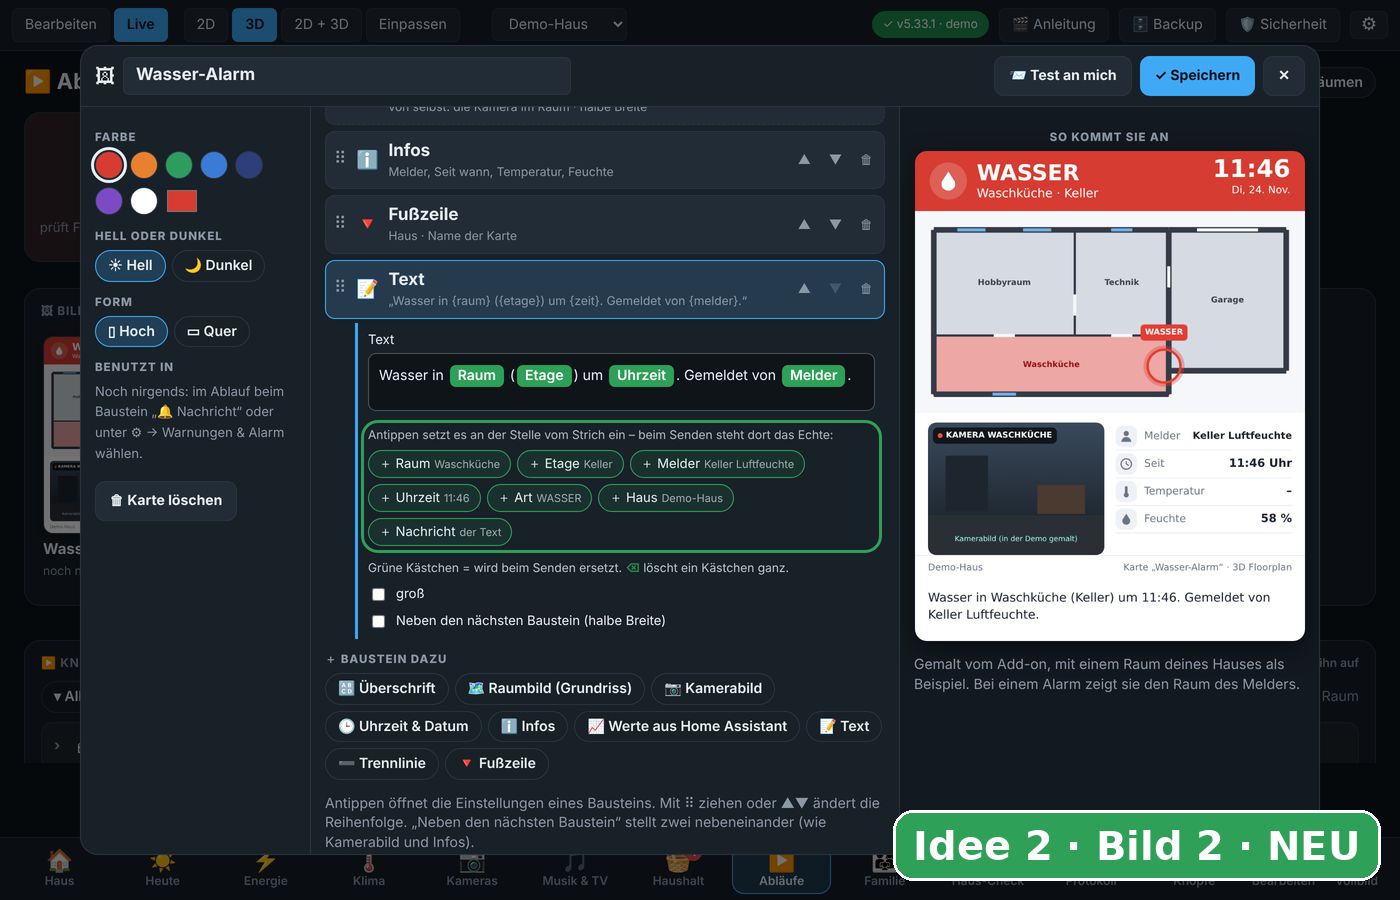 Bearbeiten Live 2D 3D 2D + 3D Einpassen Demo-Haus ✓ v5.33.1 · demo 🎬 Anleitung 🗄️ Backup 🛡️ Sicherheit ⚙
Wasser-Alarm
📨 Test an mich ✓ Speichern ✕
FARBE
HELL ODER DUNKEL
☀ Hell 🌙 Dunkel
FORM
▯ Hoch ▭ Quer
BENUTZT IN
Noch nirgends: im Ablauf beim
Baustein „🔔 Nachricht“ oder
unter ⚙ → Warnungen & Alarm
wählen.
🗑 Karte löschen
von selbst: die Kamera im Raum · halbe Breite
Infos
Melder, Seit wann, Temperatur, Feuchte
Fußzeile
Haus · Name der Karte
Text
„Wasser in {raum} ({etage}) um {zeit}. Gemeldet von {melder}.“
Text
Wasser in Raum ( Etage ) um Uhrzeit . Gemeldet von Melder .
Antippen setzt es an der Stelle vom Strich ein – beim Senden steht dort das Echte:
+ Raum Waschküche + Etage Keller + Melder Keller Luftfeuchte
+ Uhrzeit 11:46 + Art WASSER + Haus Demo-Haus
+ Nachricht der Text
Grüne Kästchen = wird beim Senden ersetzt. ⌫ löscht ein Kästchen ganz.
groß
Neben den nächsten Baustein (halbe Breite)
+ BAUSTEIN DAZU
🔠 Überschrift 🗺️ Raumbild (Grundriss) 📷 Kamerabild
🕒 Uhrzeit & Datum ℹ️ Infos 📈 Werte aus Home Assistant 📝 Text
➖ Trennlinie 🔻 Fußzeile
Antippen öffnet die Einstellungen eines Bausteins. Mit ⠿ ziehen oder ▲▼ ändert die
Reihenfolge. „Neben den nächsten Baustein“ stellt zwei nebeneinander (wie
Kamerabild und Infos).
SO KOMMT SIE AN
WASSER 11:46
Waschküche · Keller Di, 24. Nov.
Hobbyraum Technik
Garage
WASSER
Waschküche
KAMERA WASCHKÜCHE
Kamerabild (in der Demo gemalt)
Melder Keller Luftfeuchte
Seit 11:46 Uhr
Temperatur –
Feuchte 58 %
Demo-Haus Karte „Wasser-Alarm“ · 3D Floorplan
Wasser in Waschküche (Keller) um 11:46. Gemeldet von
Keller Luftfeuchte.
Gemalt vom Add-on, mit einem Raum deines Hauses als
Beispiel. Bei einem Alarm zeigt sie den Raum des Melders.
Idee 2 · Bild 2 · NEU
Haus Heute Energie Klima Kameras Musik & TV Haushalt Abläufe Familie